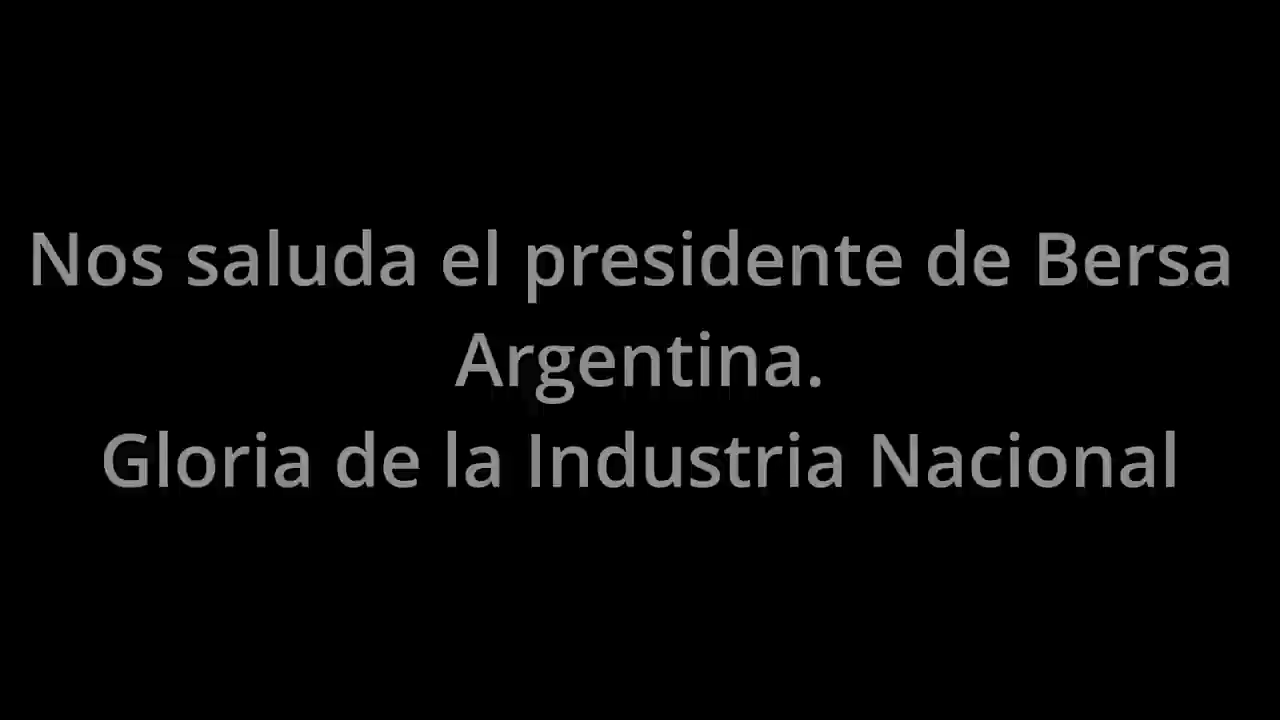 Nos saluda el presidente de Bersa
Argentina.
Gloria de la Industria Nacional